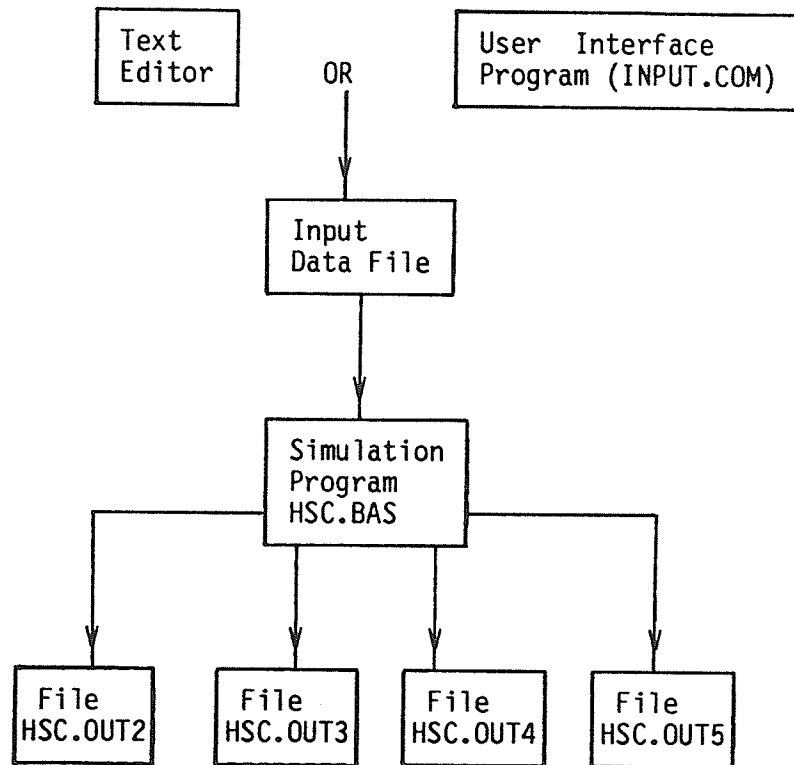 Text
Editor
OR
User Interface
Program (INPUT.COM)
Input
Data File
Simulation
Program
HSC.BAS
File
HSC.OUT2
File
HSC.OUT3
File
HSC.OUT4
File
HSC.OUT5